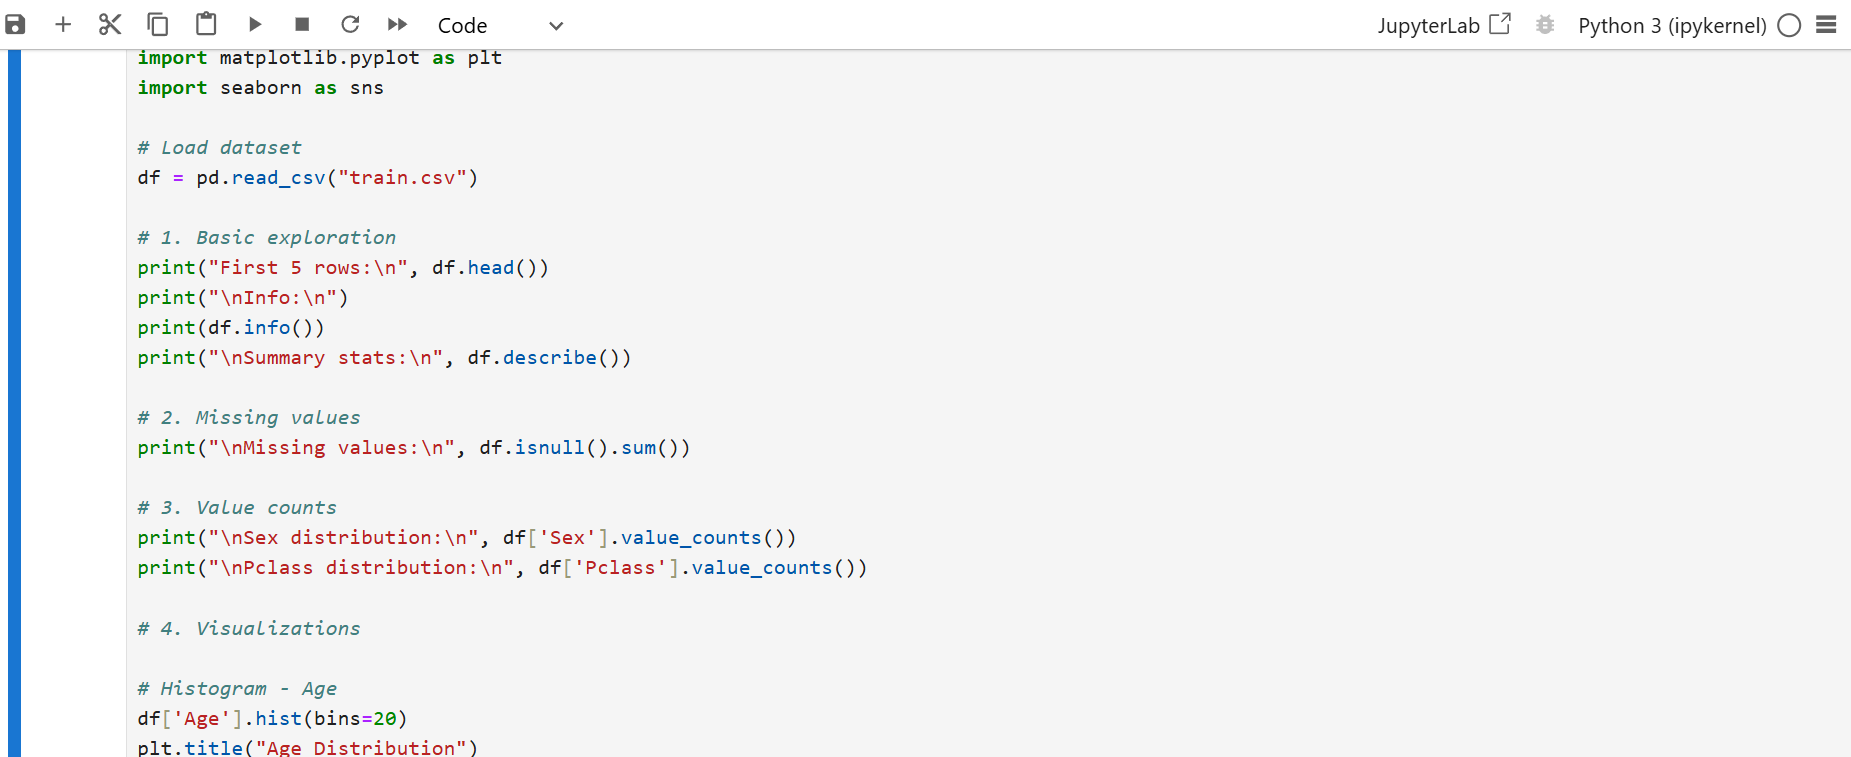 Code
JupyterLab
Python 3 (ipykernel)
import matplotlib.pyplot as plt
import seaborn as sns
# Load dataset
df = pd.read_csv("train.csv")
# 1. Basic exploration
print("First 5 rows:\n", df.head())
print("\nInfo:\n")
print(df.info())
print("\nSummary stats:\n", df.describe())
# 2. Missing values
print("\nMissing values:\n", df.isnull().sum())
# 3. Value counts
print("\nSex distribution:\n", df['Sex'].value_counts())
print("\nPclass distribution:\n", df['Pclass'].value_counts())
# 4. Visualizations
# Histogram - Age
df['Age'].hist(bins=20)
plt.title("Age Distribution")